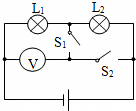 L₁ L₂
S₁
V S₂